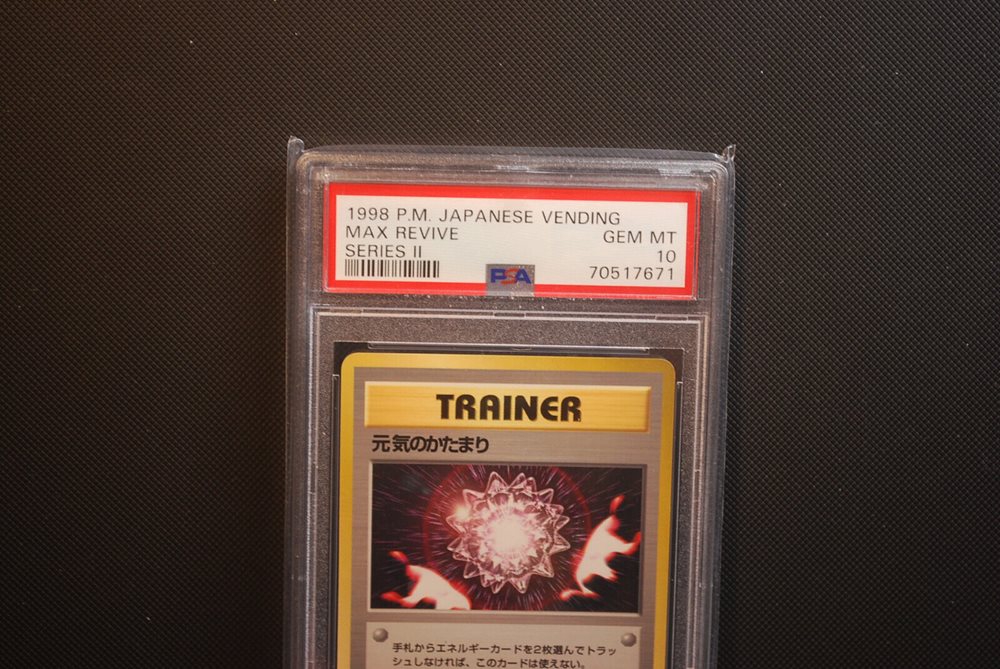 1998 P.M. JAPANESE VENDING
MAX REVIVE GEM MT
SERIES II 10
PSA 70517671
TRAINER
元気のかたまり
手札からエネルギーカードを2枚選んでトラッ
シュしなければ、このカードは使えない。